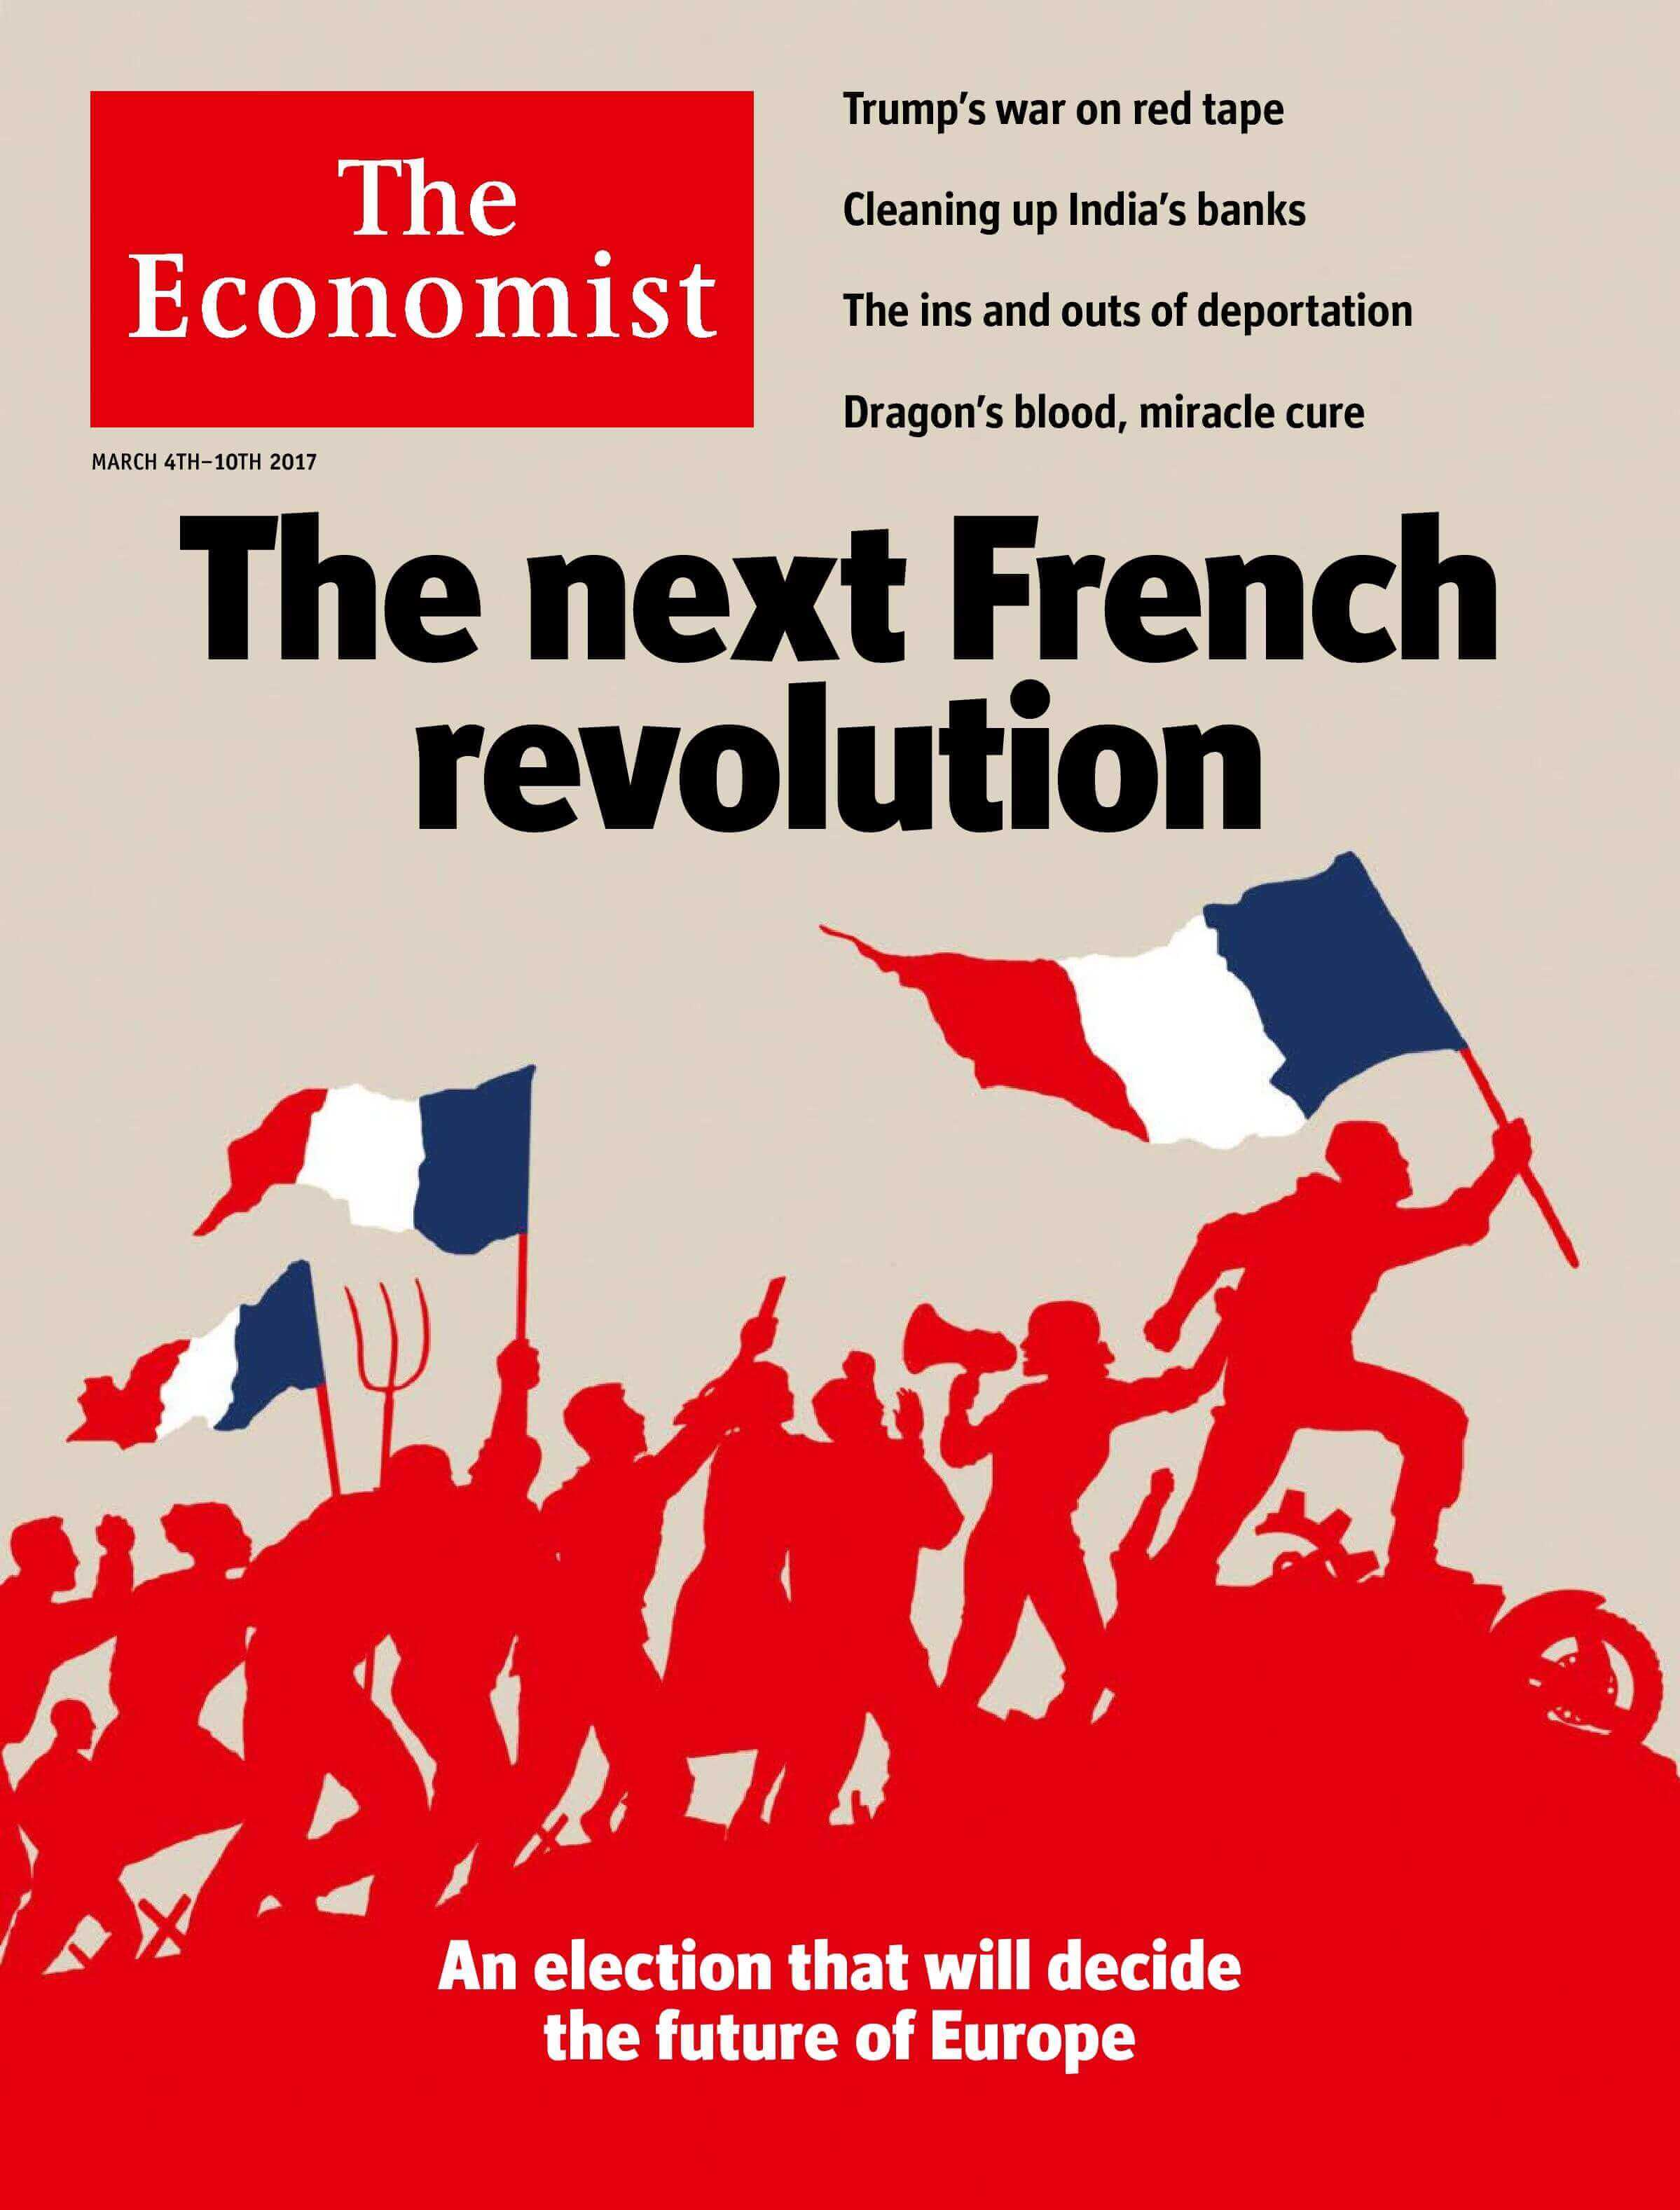 The
Economist
MARCH 4TH–10TH 2017
Trump's war on red tape
Cleaning up India's banks
The ins and outs of deportation
Dragon's blood, miracle cure
The next French
revolution
An election that will decide
the future of Europe